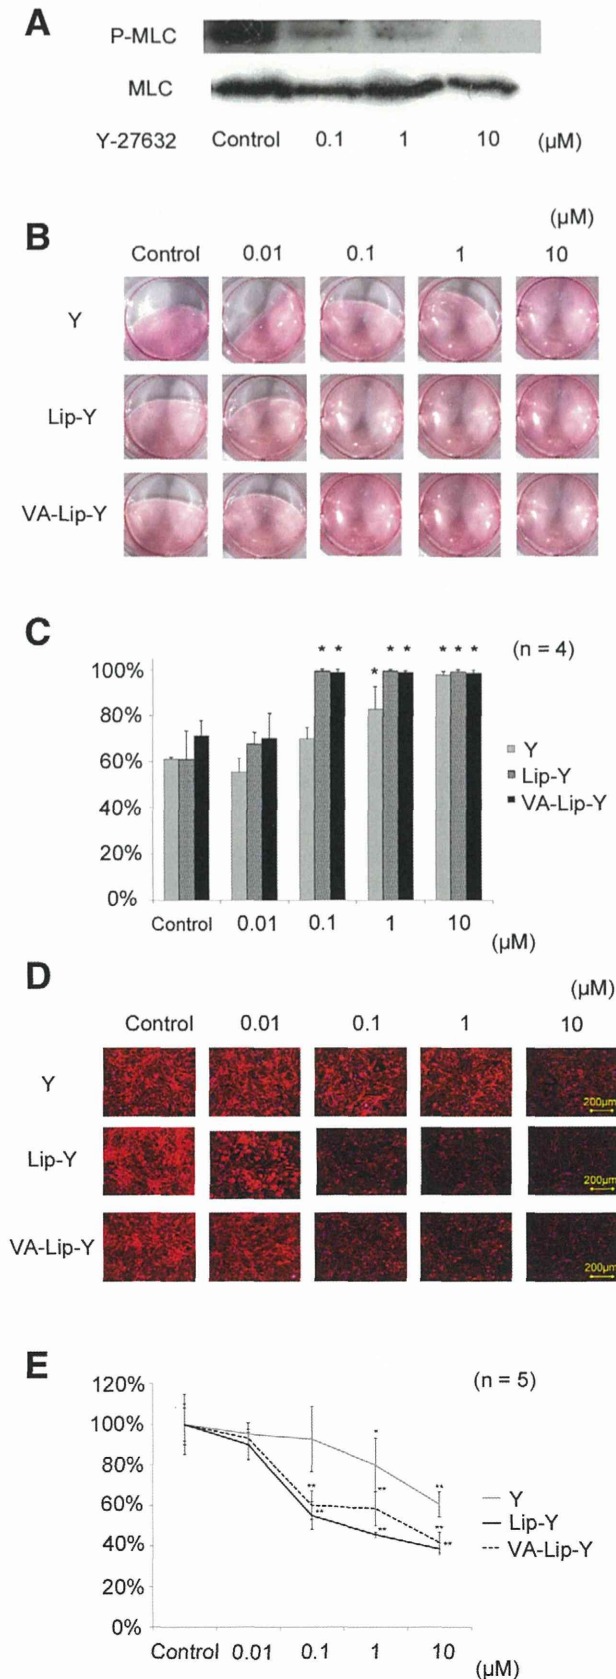 A
P-MLC
MLC
Y-27632 Control 0.1 1 10 (µM)
B
(µM)
Control 0.01 0.1 1 10
Y
Lip-Y
VA-Lip-Y
C
(n = 4)
* * * * * * * *
100%
80%
60%
40%
20%
0%
Y
Lip-Y
VA-Lip-Y
Control 0.01 0.1 1 10
(µM)
D
(µM)
Control 0.01 0.1 1 10
Y
200µm
Lip-Y
200µm
VA-Lip-Y
200µm
E
(n = 5)
120%
100%
80%
60%
40%
20%
0%
* **
** **
** **
** **
Y
Lip-Y
VA-Lip-Y
Control 0.01 0.1 1 10
(µM)